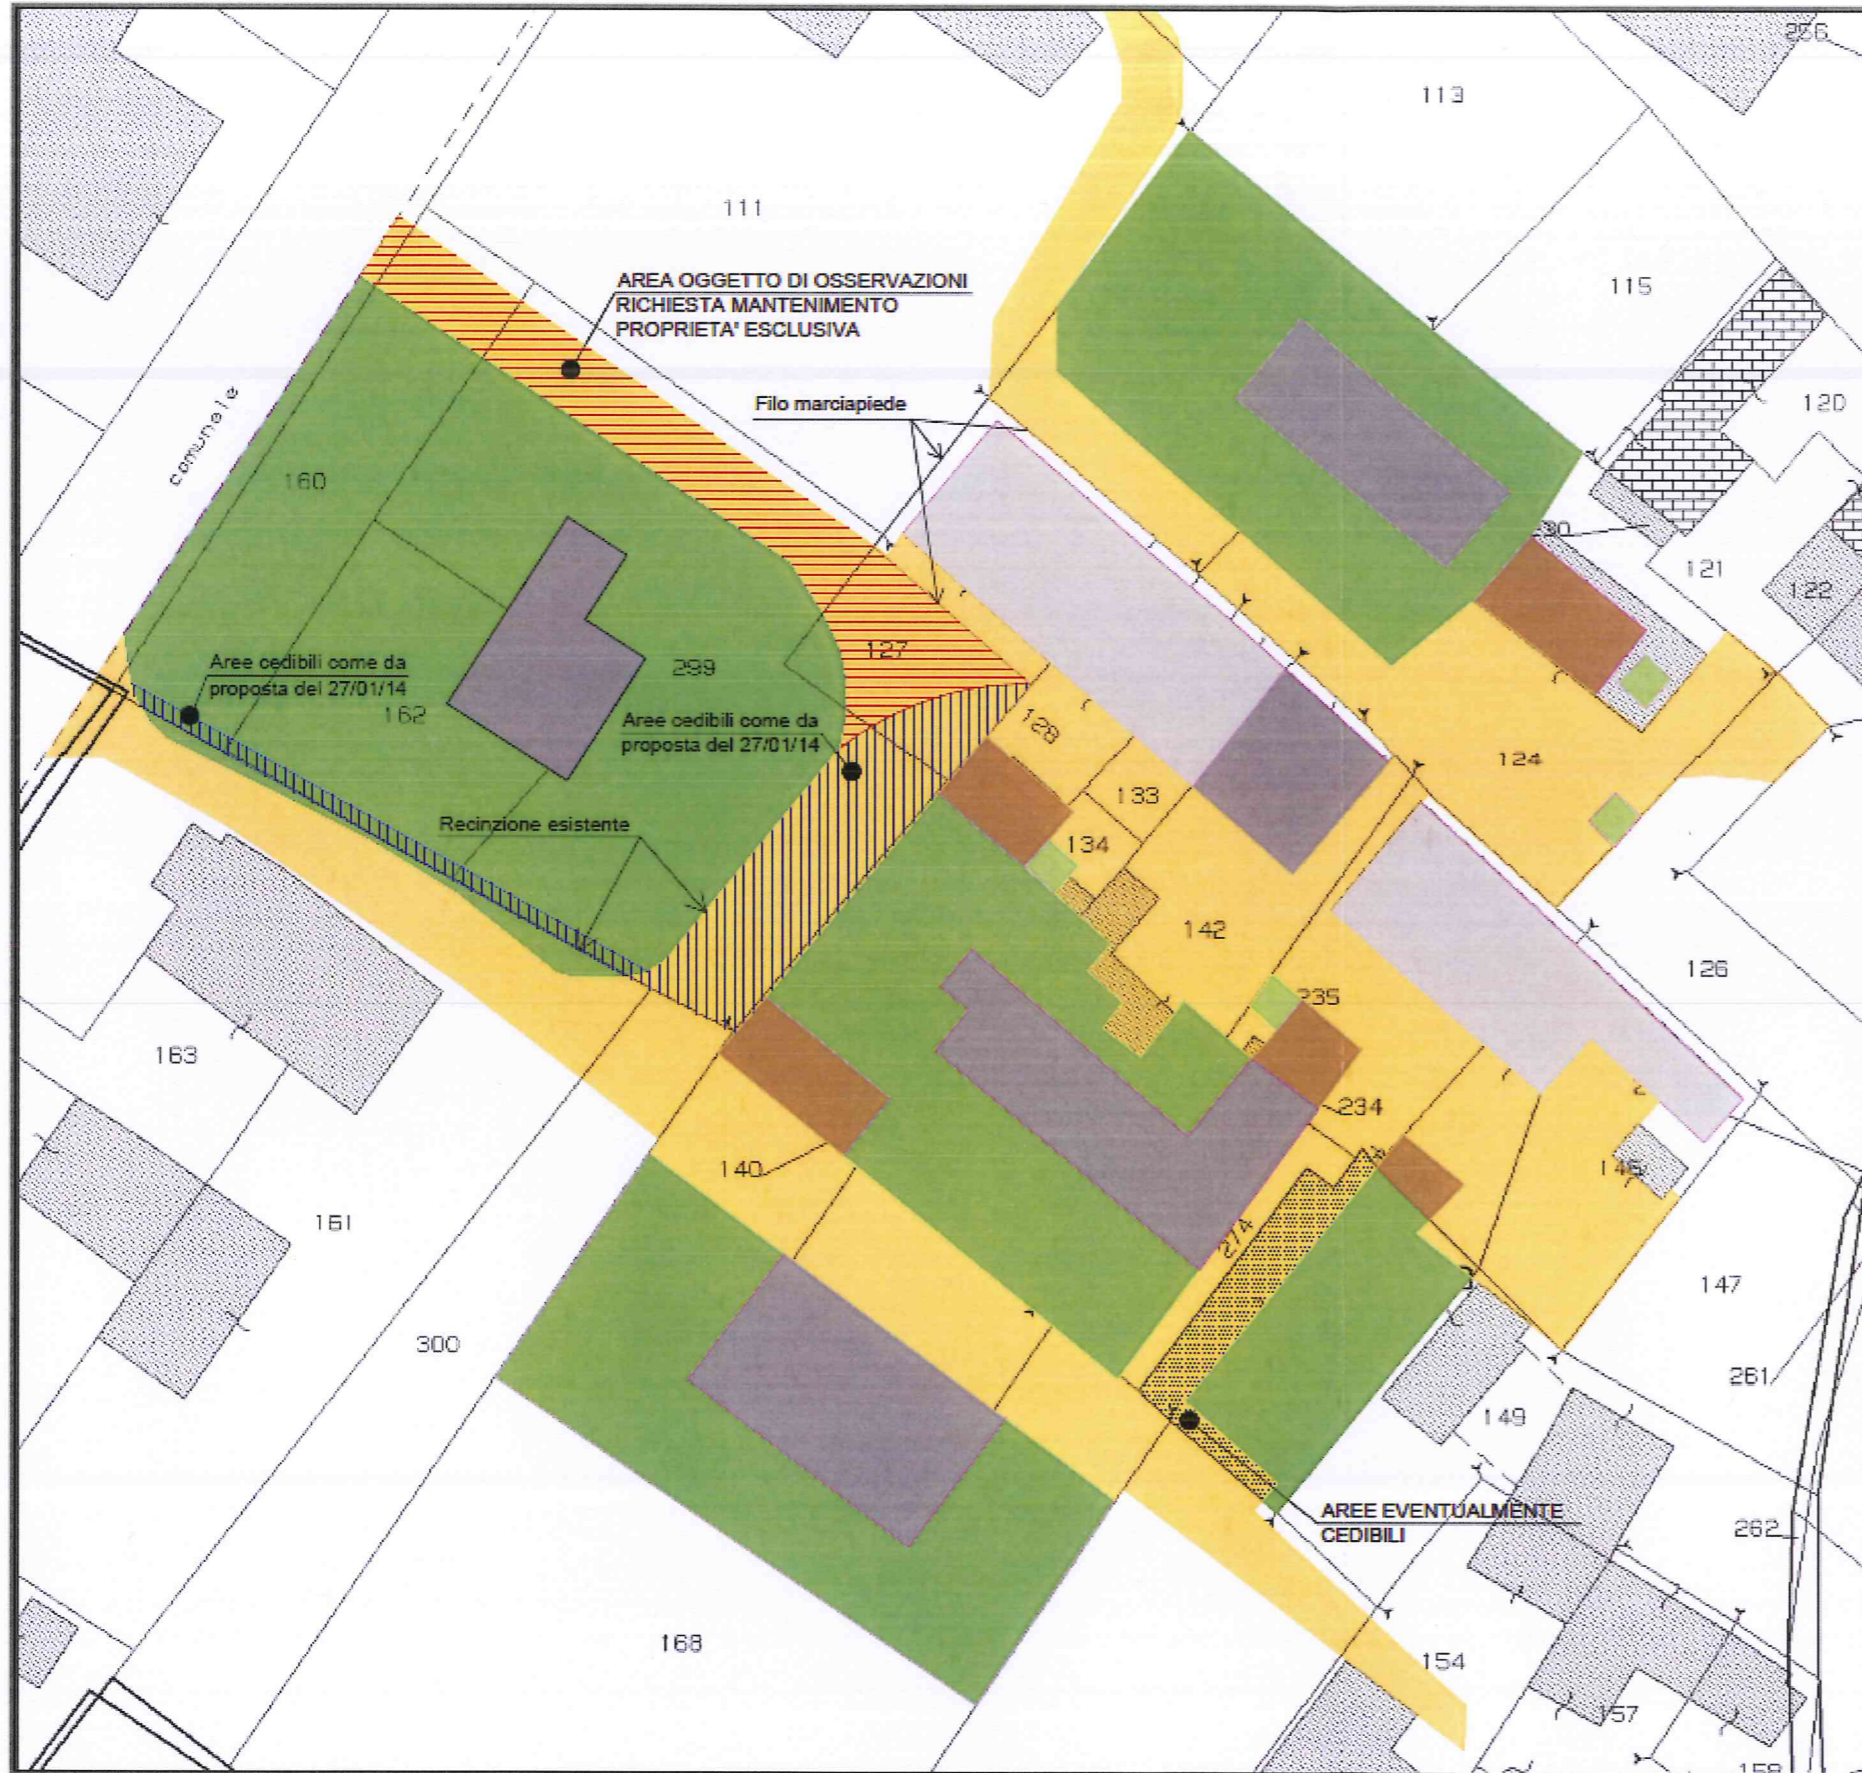 256
113
111
115
AREA OGGETTO DI OSSERVAZIONI
RICHIESTA MANTENIMENTO
PROPRIETA' ESCLUSIVA
Filo marciapiede
120
comunale
160
121
122
127
299
Aree cedibili come da
proposta del 27/01/14
162
Aree cedibili come da
proposta del 27/01/14
128
124
133
Recinzione esistente
134
142
126
235
163
234
140
146
161
274
147
300
261
149
AREE EVENTUALMENTE
CEDIBILI
262
168
154
157
158